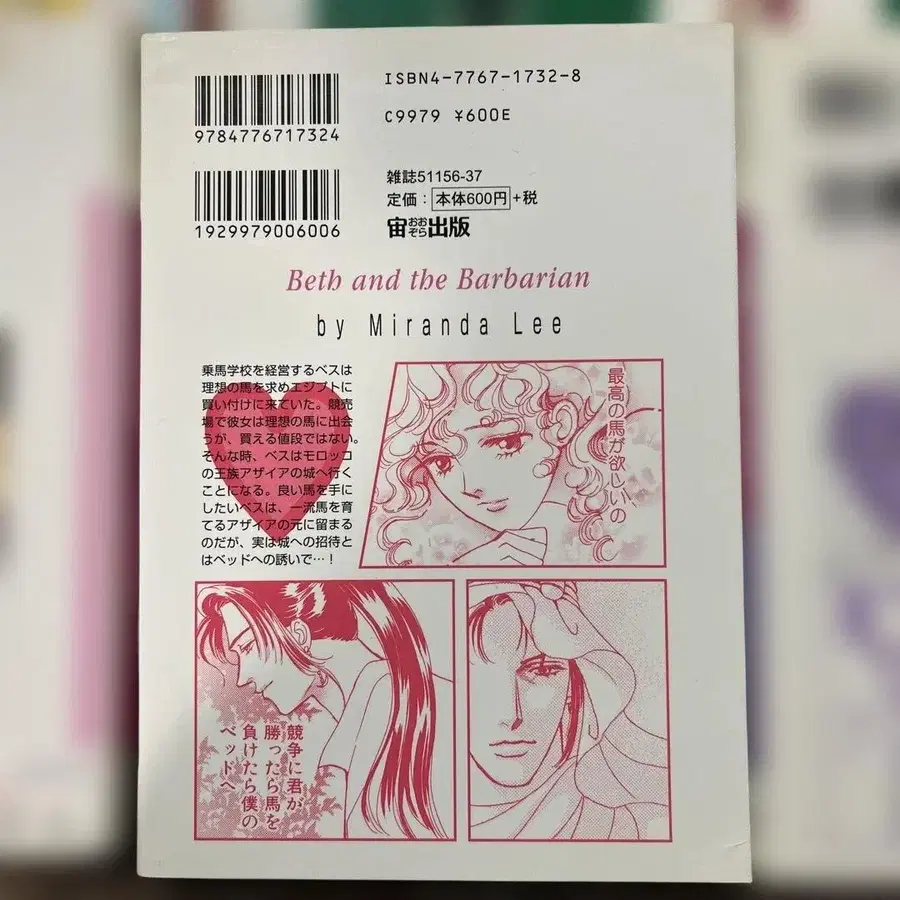 ISBN4-7767-1732-8
C9979 ¥600E
9784776717324
雑誌51156-37
定価：本体600円+税
1929979006006
宙おおぞら出版
Beth and the Barbarian
by Miranda Lee
乗馬学校を経営するベスは
理想の馬を求めエジプトに
買い付けに来ていた。競売
場で彼女は理想の馬に出会
うが、買える値段ではない。
そんな時、ベスはモロッコ
の王族アザイアの城へ行く
ことになる。良い馬を手に
したいベスは、一流馬を育
てるアザイアの元に留まる
のだが、実は城への招待と
はベッドへの誘いで…！
最高の馬が欲しいの
競争に君が
勝ったら馬を
負けたら僕の
ベッドへ